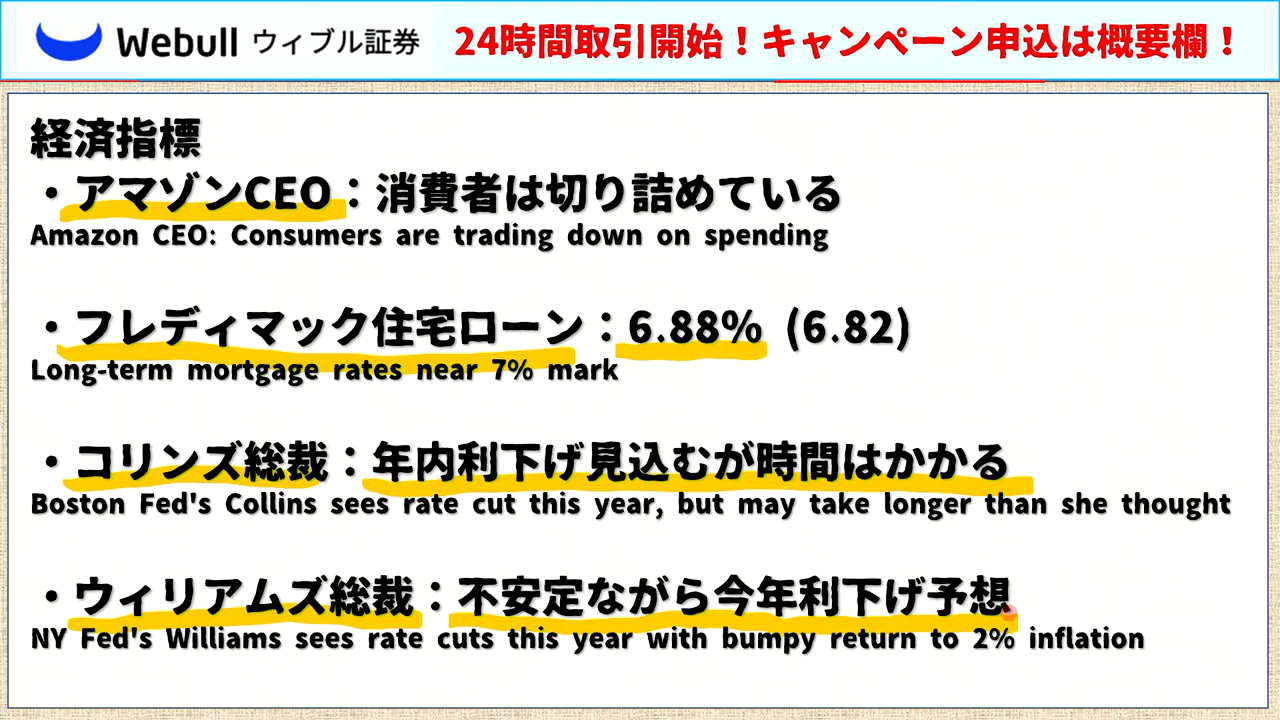 Webull ウィブル証券 24時間取引開始！キャンペーン申込は概要欄！
経済指標
・アマゾンCEO：消費者は切り詰めている
Amazon CEO: Consumers are trading down on spending
・フレディマック住宅ローン：6.88% (6.82)
Long-term mortgage rates near 7% mark
・コリンズ総裁：年内利下げ見込むが時間はかかる
Boston Fed's Collins sees rate cut this year, but may take longer than she thought
・ウィリアムズ総裁：不安定ながら今年利下げ予想
NY Fed's Williams sees rate cuts this year with bumpy return to 2% inflation